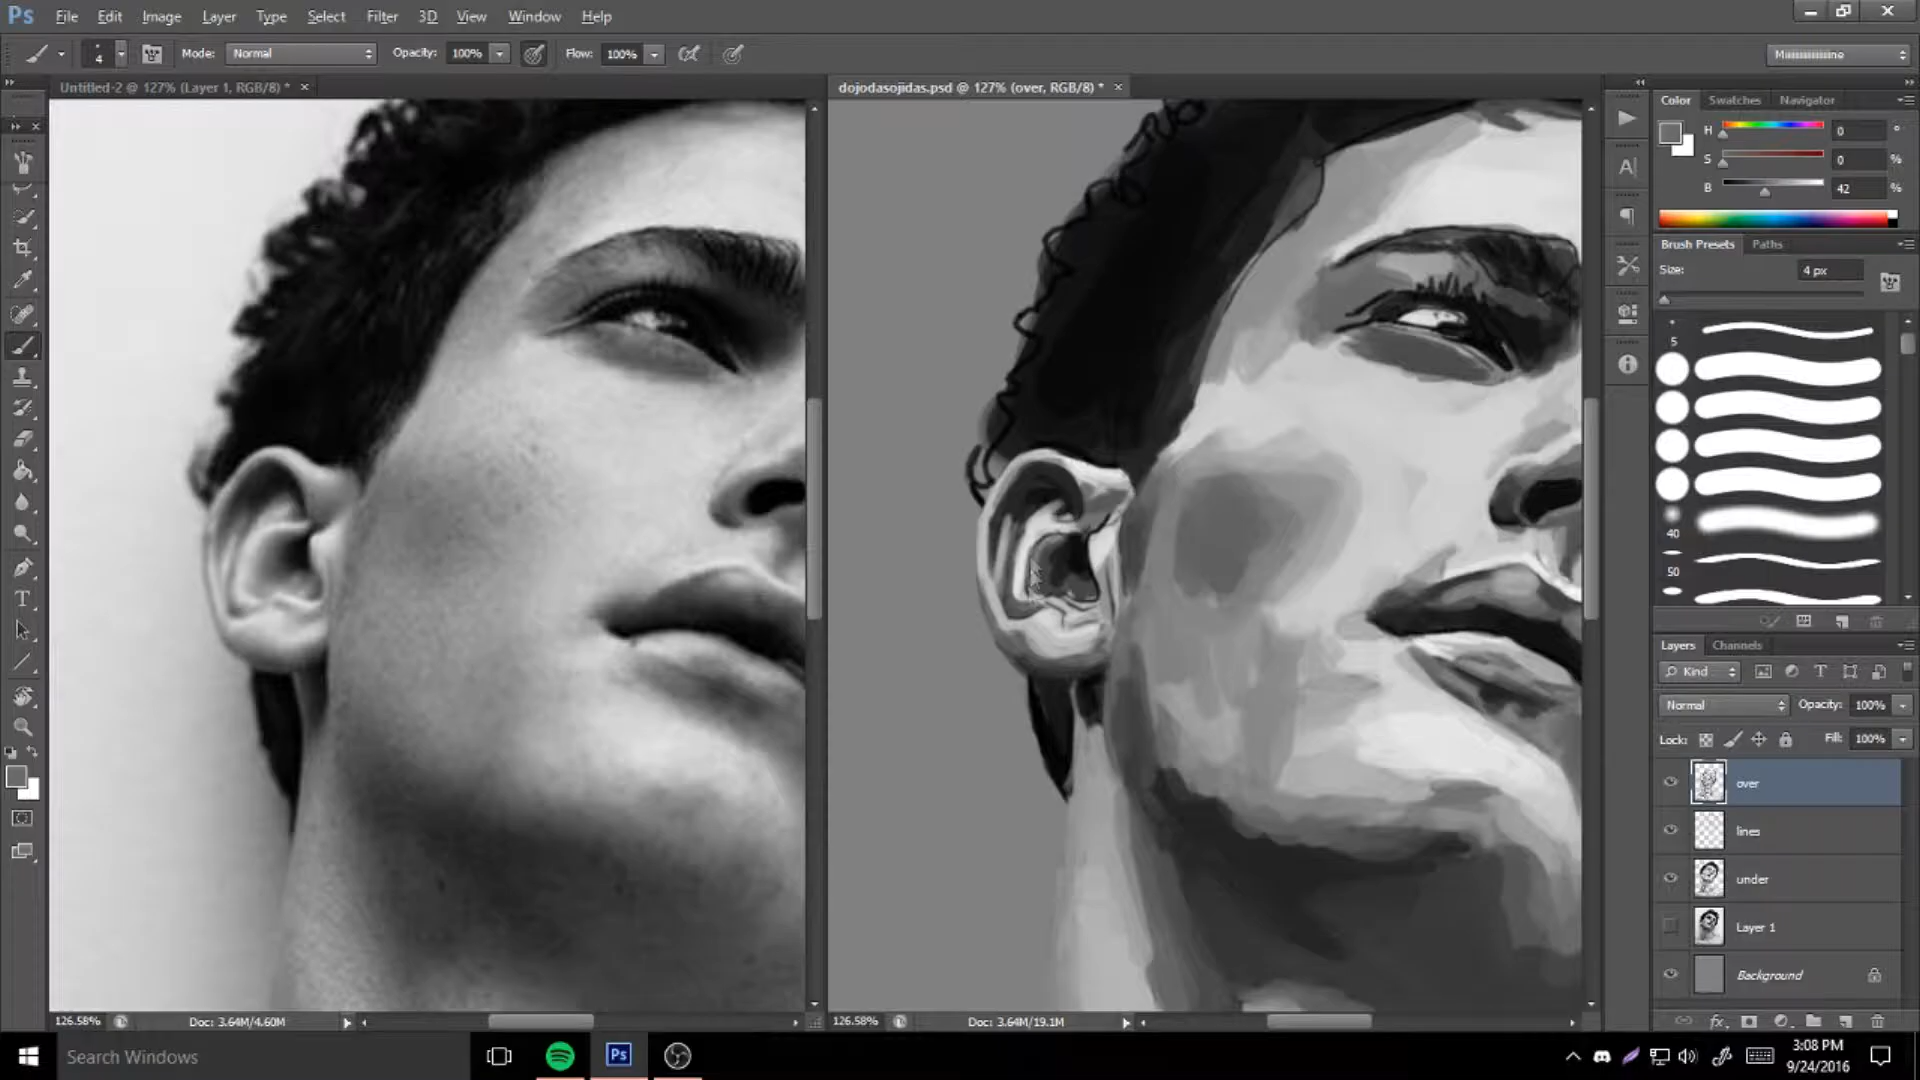 Ps File Edit Image Layer Type Select Filter 3D View Window Help
4 Mode: Normal Opacity: 100% Flow: 100%
Untitled-2 @ 127% (Layer 1, RGB/8) *
dojodasojidas.psd @ 127% (over, RGB/8) *
Color Swatches Navigator
H 0 °
S 0 %
B 42 %
Brush Presets Paths
Size: 4 px
5
40
50
Layers Channels
Kind
Normal Opacity: 100%
Lock: Fill: 100%
over
lines
under
Layer 1
Background
126.58% Doc: 3.64M/4.60M
126.58% Doc: 3.64M/19.1M
Search Windows
Ps
3:08 PM
9/24/2016